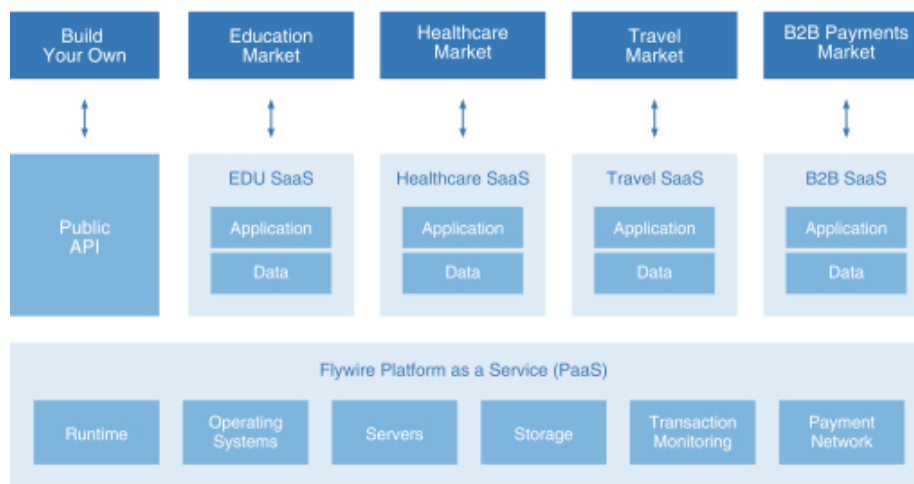 Build
Your Own
Education
Market
Healthcare
Market
Travel
Market
B2B Payments
Market
Public
API
EDU SaaS
Application
Data
Healthcare SaaS
Application
Data
Travel SaaS
Application
Data
B2B SaaS
Application
Data
Flywire Platform as a Service (PaaS)
Runtime
Operating
Systems
Servers
Storage
Transaction
Monitoring
Payment
Network